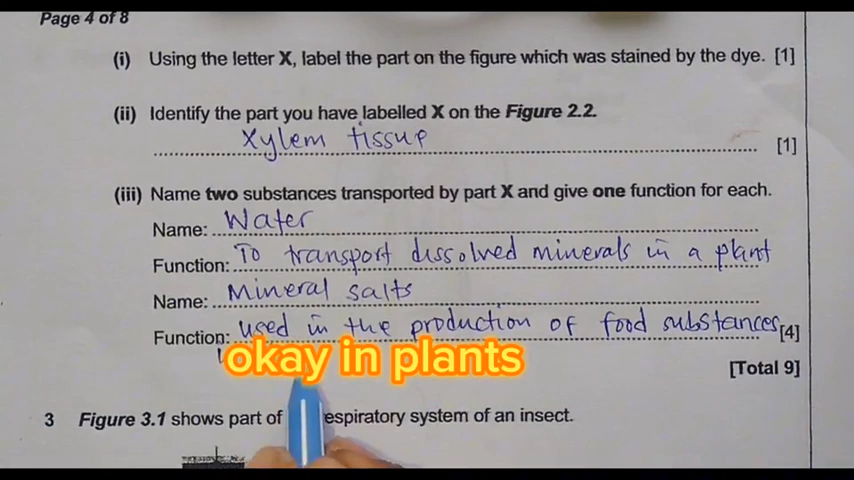 Page 4 of 8
(i) Using the letter X, label the part on the figure which was stained by the dye. [1]
(ii) Identify the part you have labelled X on the Figure 2.2.
Xylem tissue
[1]
(iii) Name two substances transported by part X and give one function for each.
Name: Water
Function: To transport dissolved minerals in a plant
Name: Mineral salts
Function: used in the production of food substances [4]
okay in plants
[Total 9]
3 Figure 3.1 shows part of espiratory system of an insect.